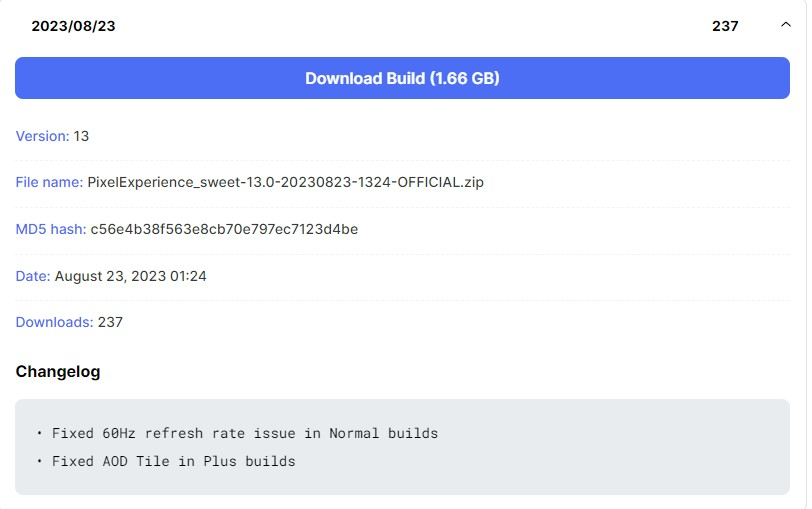 2023/08/23 237
Download Build (1.66 GB)
Version: 13
File name: PixelExperience_sweet-13.0-20230823-1324-OFFICIAL.zip
MD5 hash: c56e4b38f563e8cb70e797ec7123d4be
Date: August 23, 2023 01:24
Downloads: 237
Changelog
• Fixed 60Hz refresh rate issue in Normal builds
• Fixed AOD Tile in Plus builds